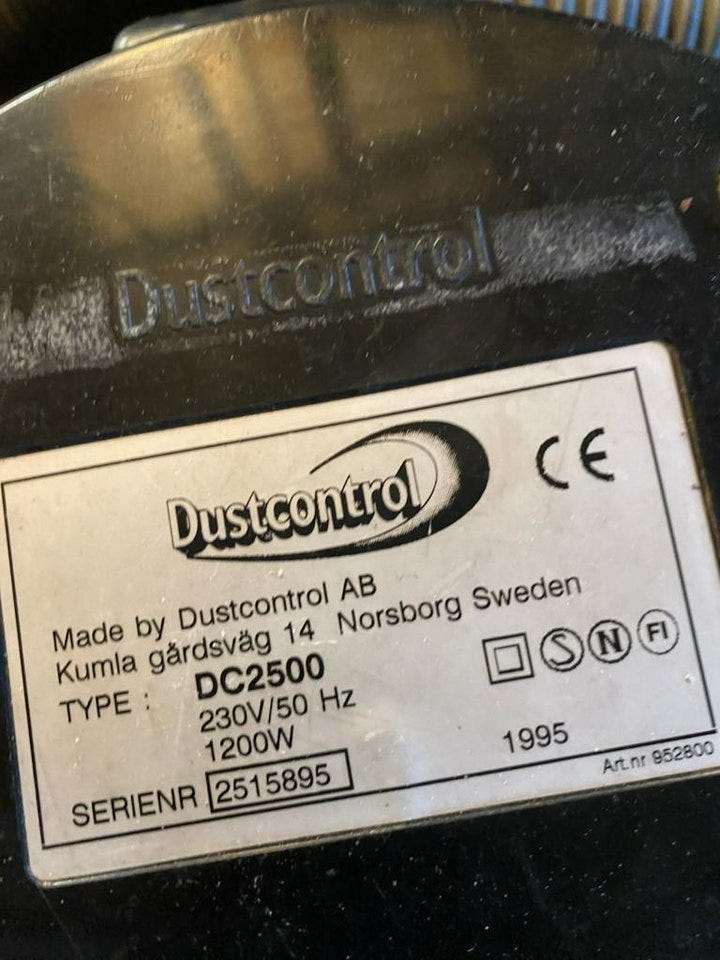 Dustcontrol
Dustcontrol
CE
Made by Dustcontrol AB
Kumla gårdsväg 14 Norsborg Sweden
TYPE : DC2500
230V/50 Hz
S N FI
1200W
1995
SERIENR 2515895
Art.nr 952800